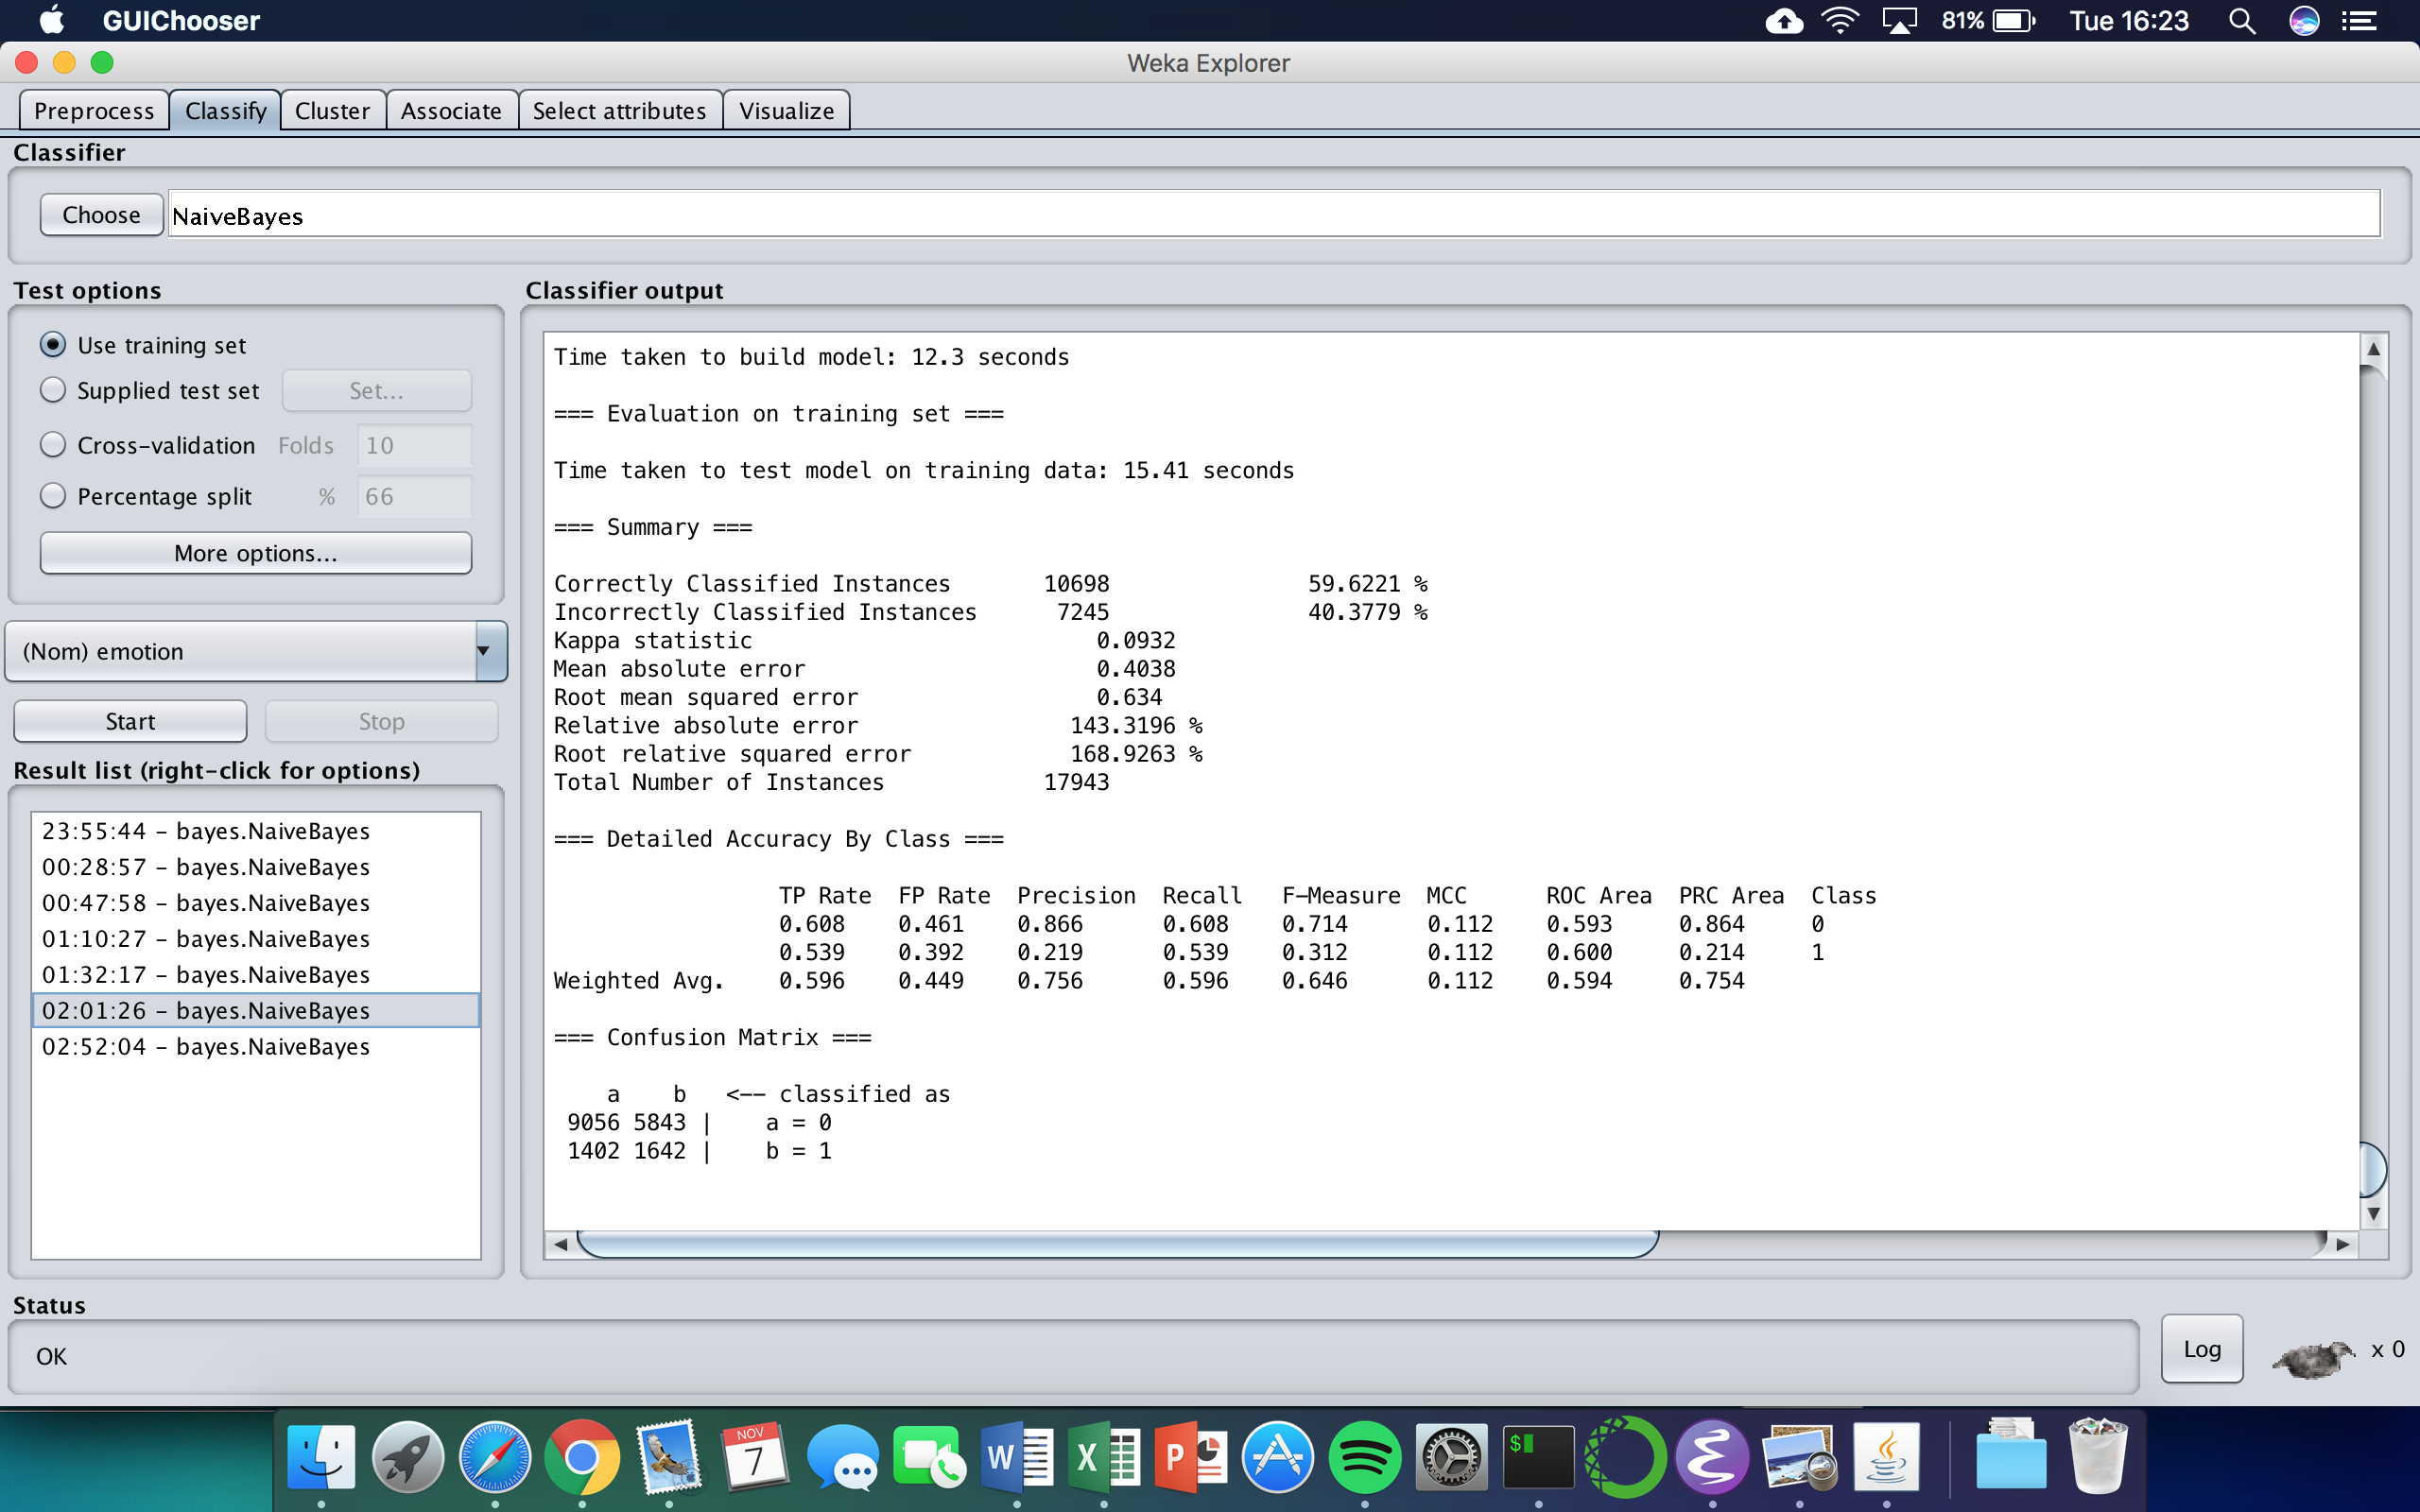 GUIChooser 81% Tue 16:23
Weka Explorer
Preprocess Classify Cluster Associate Select attributes Visualize
Classifier
Choose NaiveBayes
Test options
Use training set
Supplied test set Set...
Cross-validation Folds 10
Percentage split % 66
More options...
(Nom) emotion
Start Stop
Result list (right-click for options)
23:55:44 - bayes.NaiveBayes
00:28:57 - bayes.NaiveBayes
00:47:58 - bayes.NaiveBayes
01:10:27 - bayes.NaiveBayes
01:32:17 - bayes.NaiveBayes
02:01:26 - bayes.NaiveBayes
02:52:04 - bayes.NaiveBayes
Classifier output
Time taken to build model: 12.3 seconds
=== Evaluation on training set ===
Time taken to test model on training data: 15.41 seconds
=== Summary ===
Correctly Classified Instances 10698 59.6221 %
Incorrectly Classified Instances 7245 40.3779 %
Kappa statistic 0.0932
Mean absolute error 0.4038
Root mean squared error 0.634
Relative absolute error 143.3196 %
Root relative squared error 168.9263 %
Total Number of Instances 17943
=== Detailed Accuracy By Class ===
TP Rate FP Rate Precision Recall F-Measure MCC ROC Area PRC Area Class
0.608 0.461 0.866 0.608 0.714 0.112 0.593 0.864 0
0.539 0.392 0.219 0.539 0.312 0.112 0.600 0.214 1
Weighted Avg. 0.596 0.449 0.756 0.596 0.646 0.112 0.594 0.754
=== Confusion Matrix ===
a b <-- classified as
9056 5843 | a = 0
1402 1642 | b = 1
Status
OK
Log x 0
NOV
7
W X P $